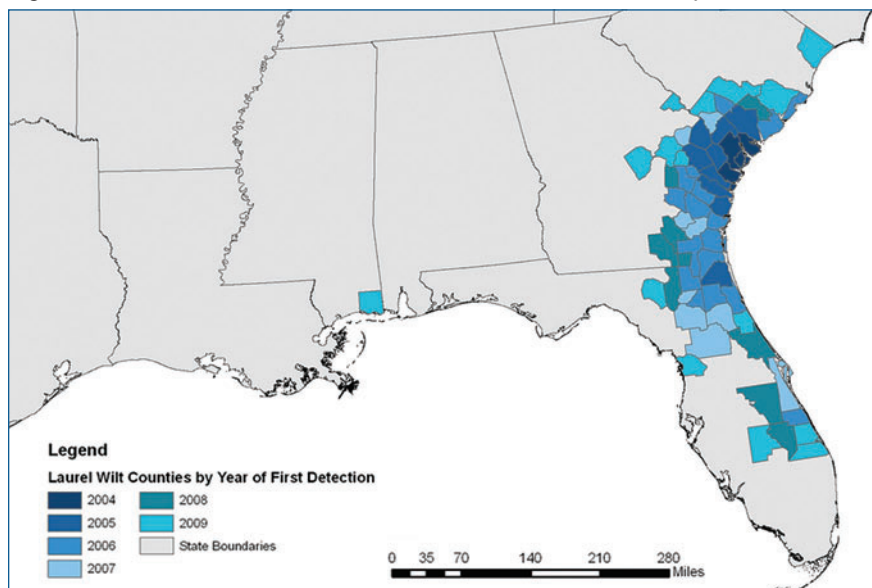 Legend
Laurel Wilt Counties by Year of First Detection
2004
2008
2005
2009
2006
State Boundaries
2007
0 35 70 140 210 280
Miles